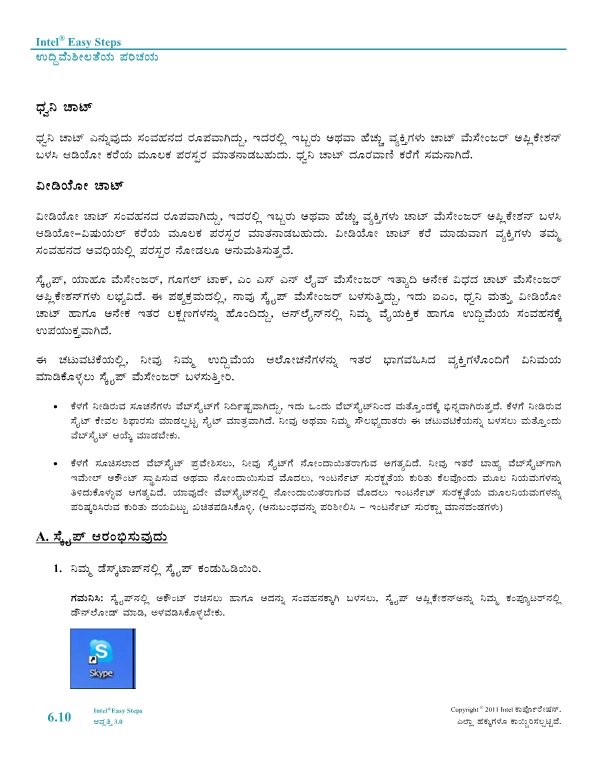 Intel® Easy Steps
ಉದ್ದಿಮೆಶೀಲತೆಯ ಪರಿಚಯ
ಧ್ವನಿ ಚಾಟ್
ಧ್ವನಿ ಚಾಟ್ ಎನ್ನುವುದು ಸಂವಹನದ ರೂಪವಾಗಿದ್ದು, ಇದರಲ್ಲಿ ಇಬ್ಬರು ಅಥವಾ ಹೆಚ್ಚು ವ್ಯಕ್ತಿಗಳು ಚಾಟ್ ಮೆಸೇಂಜರ್ ಅಪ್ಲಿಕೇಶನ್
ಬಳಸಿ ಆಡಿಯೋ ಕರೆಯ ಮೂಲಕ ಪರಸ್ಪರ ಮಾತನಾಡಬಹುದು. ಧ್ವನಿ ಚಾಟ್ ದೂರವಾಣಿ ಕರೆಗೆ ಸಮನಾಗಿದೆ.
ವೀಡಿಯೋ ಚಾಟ್
ವೀಡಿಯೋ ಚಾಟ್ ಸಂವಹನದ ರೂಪವಾಗಿದ್ದು, ಇದರಲ್ಲಿ ಇಬ್ಬರು ಅಥವಾ ಹೆಚ್ಚು ವ್ಯಕ್ತಿಗಳು ಚಾಟ್ ಮೆಸೇಂಜರ್ ಅಪ್ಲಿಕೇಶನ್ ಬಳಸಿ
ಆಡಿಯೋ-ವಿಷುಯಲ್ ಕರೆಯ ಮೂಲಕ ಪರಸ್ಪರ ಮಾತನಾಡಬಹುದು. ವೀಡಿಯೋ ಚಾಟ್ ಕರೆ ಮಾಡುವಾಗ ವ್ಯಕ್ತಿಗಳು ತಮ್ಮ
ಸಂವಹನದ ಅವಧಿಯಲ್ಲಿ ಪರಸ್ಪರ ನೋಡಲೂ ಅನುಮತಿಸುತ್ತದೆ.
ಸ್ಕೈಪ್, ಯಾಹೂ ಮೆಸೇಂಜರ್, ಗೂಗಲ್ ಟಾಕ್, ಎಂ ಎಸ್ ಎನ್ ಲೈವ್ ಮೆಸೇಂಜರ್ ಇತ್ಯಾದಿ ಅನೇಕ ವಿಧದ ಚಾಟ್ ಮೆಸೇಂಜರ್
ಅಪ್ಲಿಕೇಶನ್‌ಗಳು ಲಭ್ಯವಿದೆ. ಈ ಪಠ್ಯಕ್ರಮದಲ್ಲಿ, ನಾವು ಸ್ಕೈಪ್ ಮೆಸೇಂಜರ್ ಬಳಸುತ್ತಿದ್ದು, ಇದು ಐಎಂ, ಧ್ವನಿ ಮತ್ತು ವೀಡಿಯೋ
ಚಾಟ್ ಹಾಗೂ ಅನೇಕ ಇತರ ಲಕ್ಷಣಗಳನ್ನು ಹೊಂದಿದ್ದು, ಆನ್‌ಲೈನ್‌ನಲ್ಲಿ ನಿಮ್ಮ ವೈಯಕ್ತಿಕ ಹಾಗೂ ಉದ್ದಿಮೆಯ ಸಂವಹನಕ್ಕೆ
ಉಪಯುಕ್ತವಾಗಿದೆ.
ಈ ಚಟುವಟಿಕೆಯಲ್ಲಿ, ನೀವು ನಿಮ್ಮ ಉದ್ದಿಮೆಯ ಆಲೋಚನೆಗಳನ್ನು ಇತರ ಭಾಗವಹಿಸಿದ ವ್ಯಕ್ತಿಗಳೊಂದಿಗೆ ವಿನಿಮಯ
ಮಾಡಿಕೊಳ್ಳಲು ಸ್ಕೈಪ್ ಮೆಸೇಂಜರ್ ಬಳಸುತ್ತೀರಿ.
• ಕೆಳಗೆ ನೀಡಿರುವ ಸೂಚನೆಗಳು ವೆಬ್‌ಸೈಟ್‌ಗೆ ನಿರ್ದಿಷ್ಟವಾಗಿದ್ದು, ಇದು ಒಂದು ವೆಬ್‌ಸೈಟ್‌ನಿಂದ ಮತ್ತೊಂದಕ್ಕೆ ಭಿನ್ನವಾಗಿರುತ್ತದೆ. ಕೆಳಗೆ ನೀಡಿರುವ
ಸೈಟ್ ಕೇವಲ ಶಿಫಾರಸು ಮಾಡಲ್ಪಟ್ಟ ಸೈಟ್ ಮಾತ್ರವಾಗಿದೆ. ನೀವು ಅಥವಾ ನಿಮ್ಮ ಸೌಲಭ್ಯದಾತರು ಈ ಚಟುವಟಿಕೆಯನ್ನು ಬಳಸಲು ಮತ್ತೊಂದು
ವೆಬ್‌ಸೈಟ್ ಆಯ್ಕೆ ಮಾಡಬೇಕು.
• ಕೆಳಗೆ ಸೂಚಿಸಲಾದ ವೆಬ್‌ಸೈಟ್ ಪ್ರವೇಶಿಸಲು, ನೀವು ಸೈಟ್‌ಗೆ ನೋಂದಾಯಿತರಾಗುವ ಅಗತ್ಯವಿದೆ. ನೀವು ಇತರೆ ಬಾಹ್ಯ ವೆಬ್‌ಸೈಟ್‌ಗಾಗಿ
ಇಮೇಲ್ ಅಕೌಂಟ್ ಸ್ಥಾಪಿಸುವ ಅಥವಾ ನೋಂದಾಯಿಸುವ ಮೊದಲು, ಇಂಟರ್ನೆಟ್ ಸುರಕ್ಷತೆಯ ಕುರಿತು ಕೆಲವೊಂದು ಮೂಲ ನಿಯಮಗಳನ್ನು
ತಿಳಿದುಕೊಳ್ಳುವ ಅಗತ್ಯವಿದೆ. ಯಾವುದೇ ವೆಬ್‌ಸೈಟ್‌ನಲ್ಲಿ ನೋಂದಾಯಿತರಾಗುವ ಮೊದಲು ಇಂಟರ್ನೆಟ್ ಸುರಕ್ಷತೆಯ ಮೂಲನಿಯಮಗಳನ್ನು
ಪರಿಷ್ಕರಿಸಿರುವ ಕುರಿತು ದಯವಿಟ್ಟು ಖಚಿತಪಡಿಸಿಕೊಳ್ಳಿ. (ಅನುಬಂಧವನ್ನು ಪರಿಶೀಲಿಸಿ – ಇಂಟರ್ನೆಟ್ ಸುರಕ್ಷಾ ಮಾನದಂಡಗಳು)
A. ಸ್ಕೈಪ್ ಆರಂಭಿಸುವುದು
1. ನಿಮ್ಮ ಡೆಸ್ಕ್‌ಟಾಪ್‌ನಲ್ಲಿ ಸ್ಕೈಪ್ ಕಂಡುಹಿಡಿಯಿರಿ.
ಗಮನಿಸಿ: ಸ್ಕೈಪ್‌ನಲ್ಲಿ ಅಕೌಂಟ್ ರಚಿಸಲು ಹಾಗೂ ಅದನ್ನು ಸಂವಹನಕ್ಕಾಗಿ ಬಳಸಲು, ಸ್ಕೈಪ್ ಅಪ್ಲಿಕೇಶನ್‌ಅನ್ನು ನಿಮ್ಮ ಕಂಪ್ಯೂಟರ್‌ನಲ್ಲಿ
ಡೌನ್‌ಲೋಡ್ ಮಾಡಿ, ಅಳವಡಿಸಿಕೊಳ್ಳಬೇಕು.
Skype
6.10
Intel® Easy Steps
ಆವೃತ್ತಿ 3.0
Copyright © 2011 Intel ಕಾರ್ಪೊರೇಷನ್.
ಎಲ್ಲಾ ಹಕ್ಕುಗಳೂ ಕಾಯ್ದಿರಿಸಲ್ಪಟ್ಟಿವೆ.